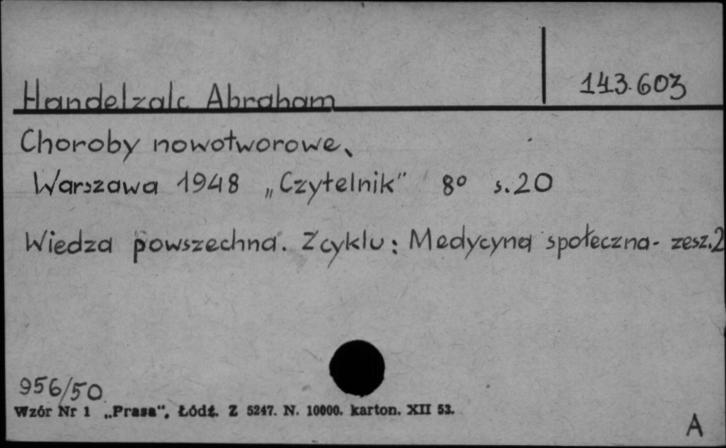 143.603
Handelzalc Abraham
Choroby nowotworowe.
Warszawa 1948 „Czytelnik" 8° s.20
Wiedza powszechna. Z cyklu: Medycyna społeczna - zesz.2
956/50
Wzór Nr 1 „Prasa", Łódź. Z 5247. N. 10000. karton. XII 53.
A